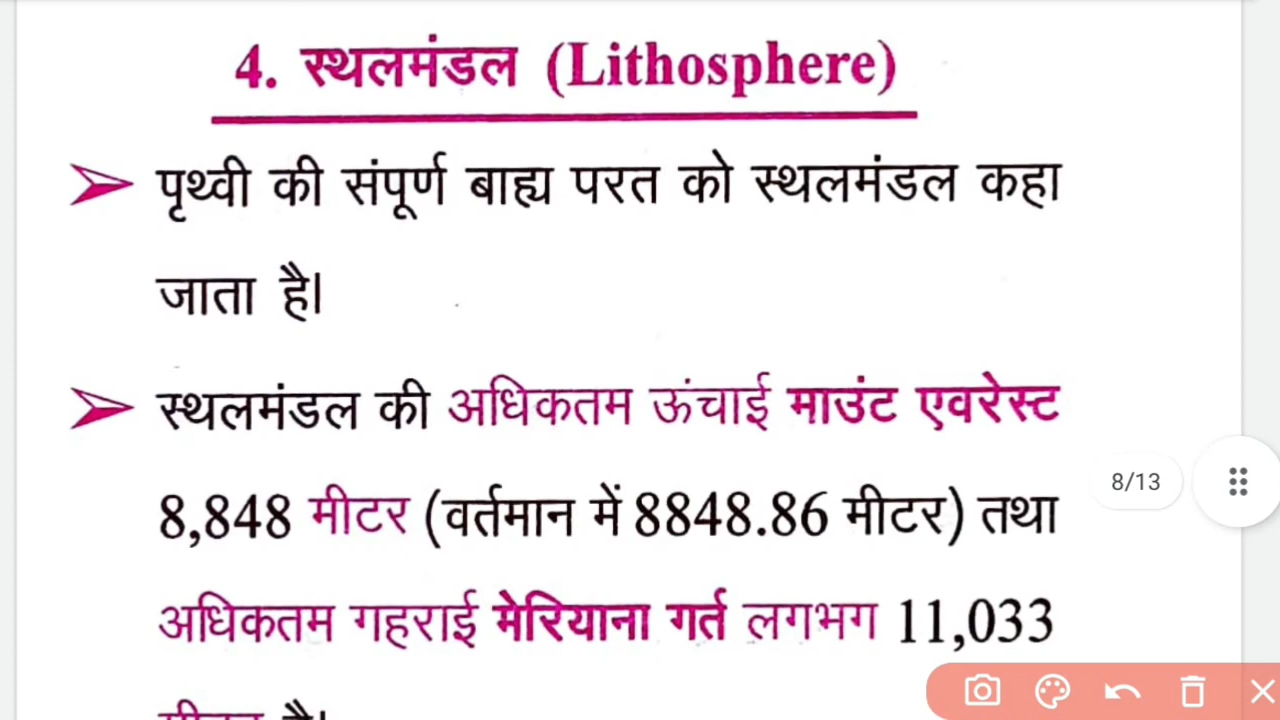 4. स्थलमंडल (Lithosphere)
पृथ्वी की संपूर्ण बाह्य परत को स्थलमंडल कहा
जाता है।
स्थलमंडल की अधिकतम ऊंचाई माउंट एवरेस्ट
8,848 मीटर (वर्तमान में 8848.86 मीटर) तथा
8/13
अधिकतम गहराई मेरियाना गर्त लगभग 11,033
मीटर है।